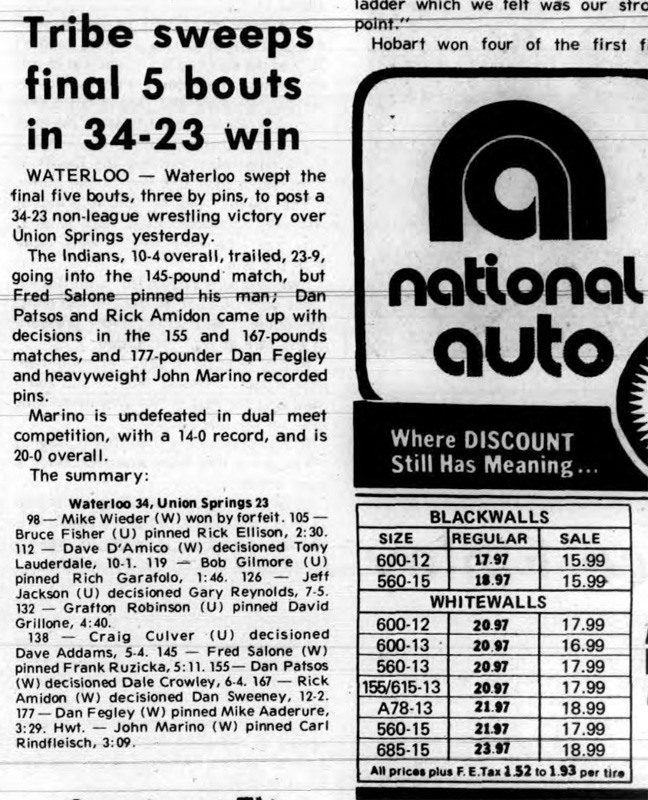 Tribe sweeps
final 5 bouts
in 34-23 win
WATERLOO — Waterloo swept the
final five bouts, three by pins, to post a
34-23 non-league wrestling victory over
Union Springs yesterday.
The Indians, 10-4 overall, trailed, 23-9,
going into the 145-pound match, but
Fred Salone pinned his man; Dan
Patsos and Rick Amidon came up with
decisions in the 155 and 167-pounds
matches, and 177-pounder Dan Fegley
and heavyweight John Marino recorded
pins.
Marino is undefeated in dual meet
competition, with a 14-0 record, and is
20-0 overall.
The summary:
Waterloo 34, Union Springs 23
98 — Mike Wieder (W) won by forfeit. 105 —
Bruce Fisher (U) pinned Rick Ellison, 2:30.
112 — Dave D'Amico (W) decisioned Tony
Lauderdale, 10-1. 119 — Bob Gilmore (U)
pinned Rich Garafolo, 1:46. 126 — Jeff
Jackson (U) decisioned Gary Reynolds, 7-5.
132 — Grafton Robinson (U) pinned David
Grillone, 4:40.
138 — Craig Culver (U) decisioned
Dave Addams, 5-4. 145 — Fred Salone (W)
pinned Frank Ruzicka, 5:11. 155 — Dan Patsos
(W) decisioned Dale Crowley, 6-4. 167 — Rick
Amidon (W) decisioned Dan Sweeney, 12-2.
177 — Dan Fegley (W) pinned Mike Aaderure,
3:29. Hwt. — John Marino (W) pinned Carl
Rindfleisch, 3:09.
ladder which we felt was our
point."
Hobart won four of the first
national
auto
Where DISCOUNT
Still Has Meaning...
BLACKWALLS
SIZE REGULAR SALE
600-12 17.97 15.99
560-15 18.97 15.99
WHITEWALLS
600-12 20.97 17.99
600-13 20.97 16.99
560-13 20.97 17.99
155/615-13 20.97 17.99
A78-13 21.97 18.99
560-15 21.97 17.99
685-15 23.97 18.99
All prices plus F.E.Tax 1.52 to 1.93 per tire